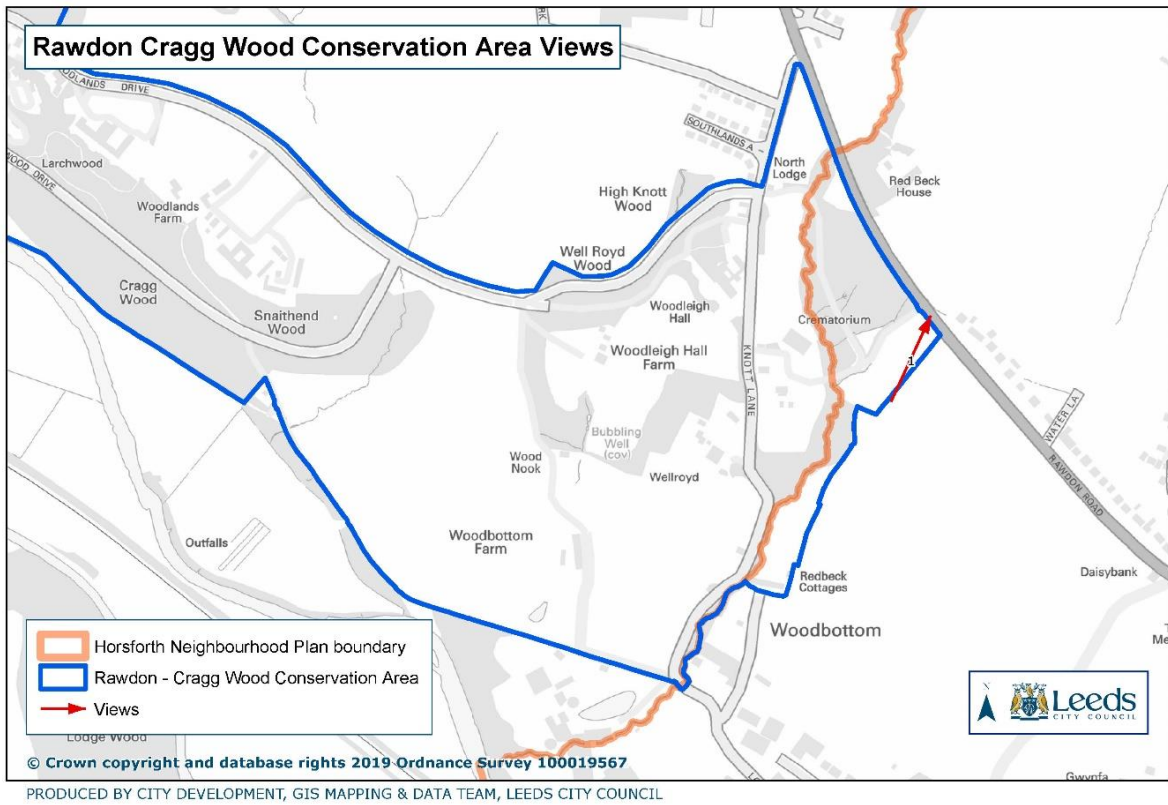 Rawdon Cragg Wood Conservation Area Views
DRIVE
Larchwood
WOOD DRIVE
Woodlands
Farm
Cragg
Wood
Snaithend
Wood
High Knott
Wood
Well Royd
Wood
SOUTHLANDS A
North
Lodge
Red Beck
House
Woodleigh
Hall
Woodleigh Hall
Farm
Crematorium
KNOTT LANE
1
Bubbling
Well
(cov)
Wood
Nook
Wellroyd
WATER LA
RAWDON ROAD
Outfalls
Woodbottom
Farm
Redbeck
Cottages
Woodbottom
Daisybank
Horsforth Neighbourhood Plan boundary
Rawdon - Cragg Wood Conservation Area
Views
Lodge Wood
Leeds
CITY COUNCIL
Gwynfa
© Crown copyright and database rights 2019 Ordnance Survey 100019567
PRODUCED BY CITY DEVELOPMENT, GIS MAPPING & DATA TEAM, LEEDS CITY COUNCIL